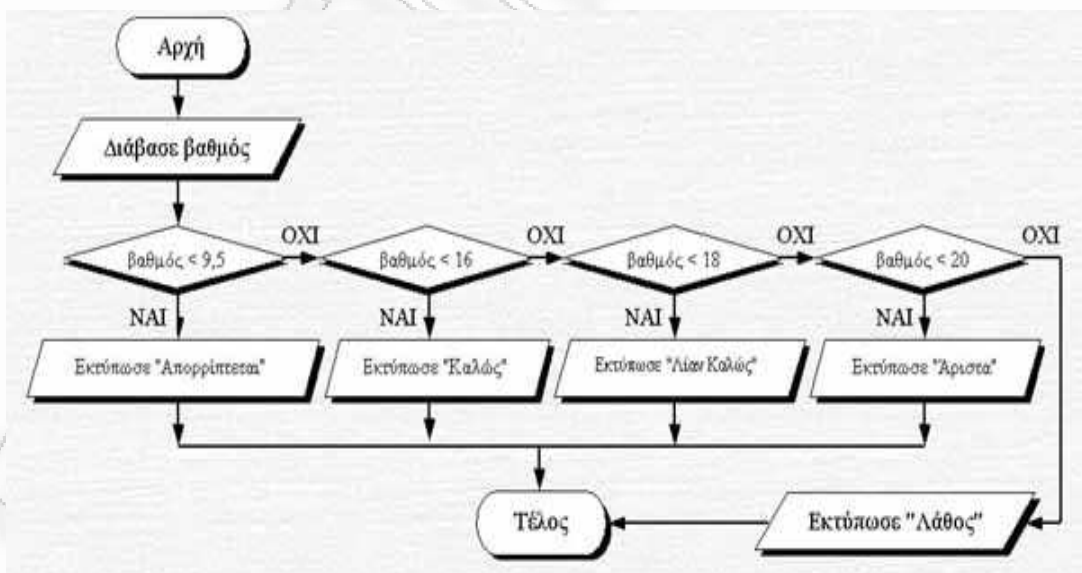 Αρχή
Διάβασε βαθμός
ΟΧΙ ΟΧΙ ΟΧΙ ΟΧΙ
βαθμός < 9,5 βαθμός < 16 βαθμός < 18 βαθμός < 20
ΝΑΙ ΝΑΙ ΝΑΙ ΝΑΙ
Εκτύπωσε "Απορρίπτεται" Εκτύπωσε "Καλώς" Εκτύπωσε "Λίαν Καλώς" Εκτύπωσε "Άριστα"
Τέλος Εκτύπωσε "Λάθος"